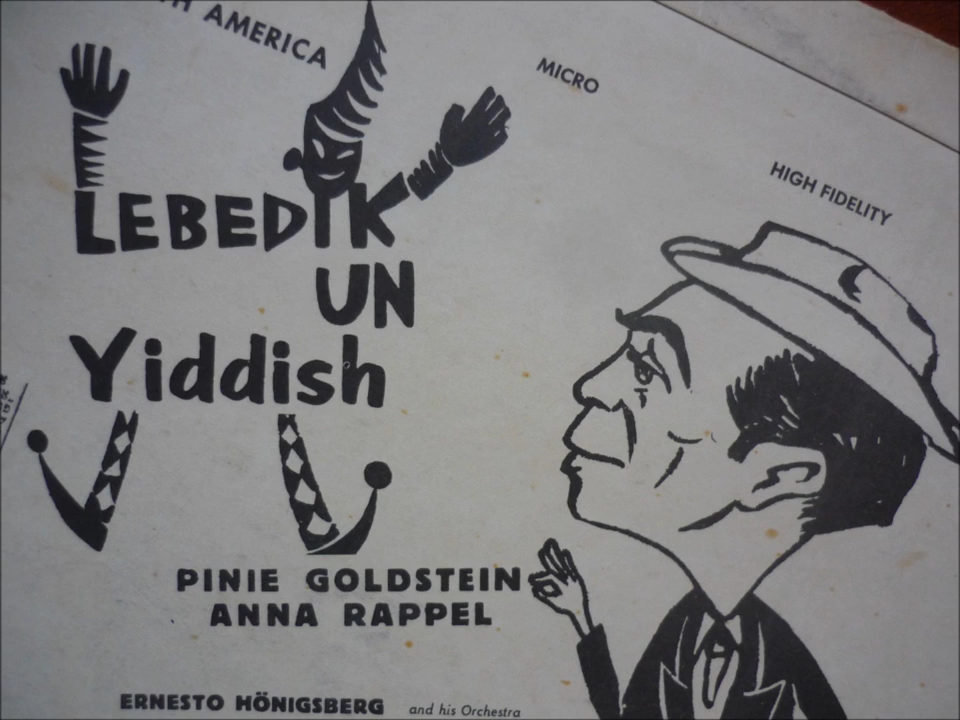 AMERICA
MICRO
HIGH FIDELITY
LEBEDIK
UN
Yiddish
PINIE GOLDSTEIN
ANNA RAPPEL
ERNESTO HÖNIGSBERG and his Orchestra